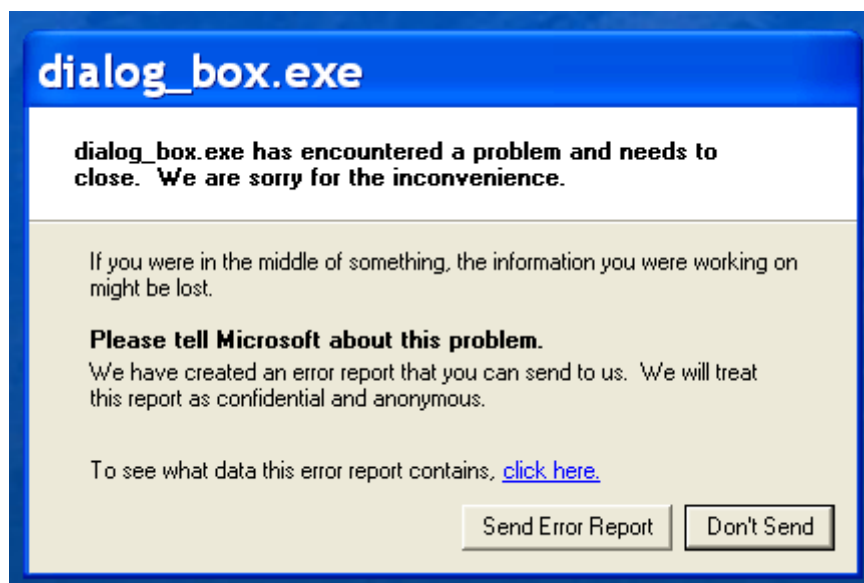 dialog_box.exe
dialog_box.exe has encountered a problem and needs to
close.  We are sorry for the inconvenience.
If you were in the middle of something, the information you were working on
might be lost.
Please tell Microsoft about this problem.
We have created an error report that you can send to us.  We will treat
this report as confidential and anonymous.
To see what data this error report contains, click here.
Send Error Report
Don't Send